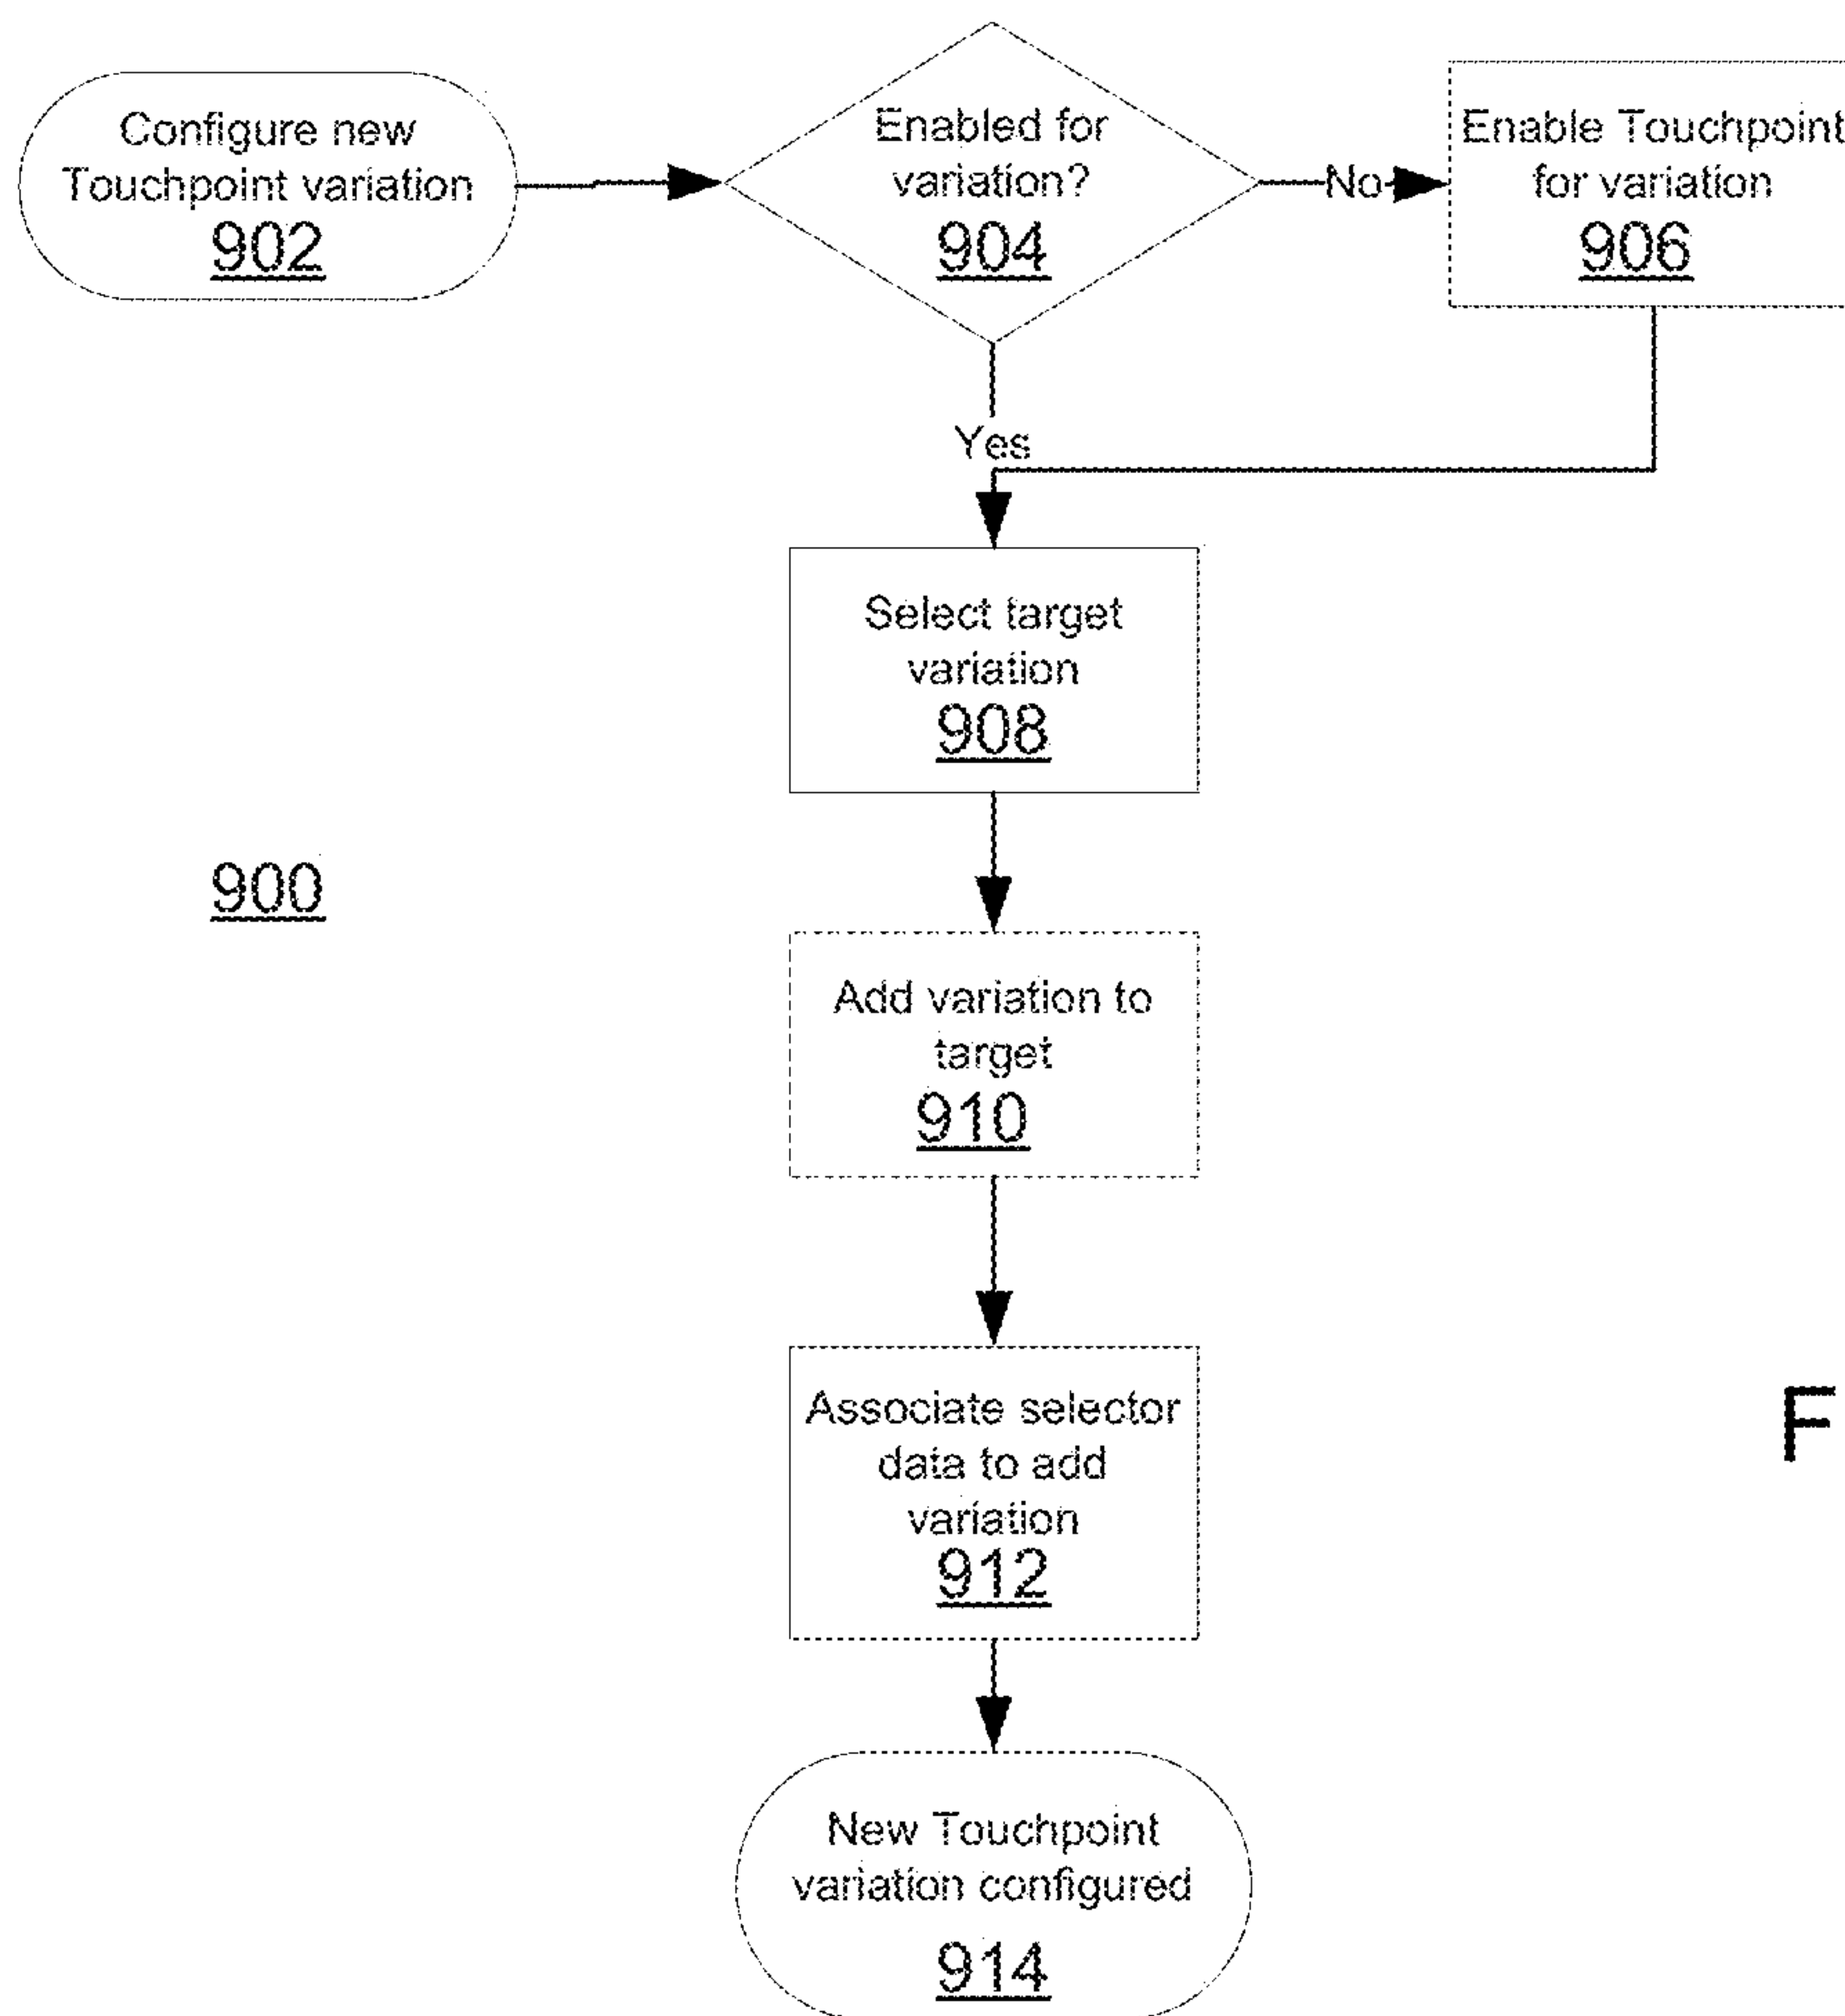 Configure new
Touchpoint variation
902
Enabled for
variation?
904
No
Enable Touchpoint
for variation
906
Yes
Select target
variation
908
900
Add variation to
target
910
Associate selector
data to add
variation
912
F
New Touchpoint
variation configured
914